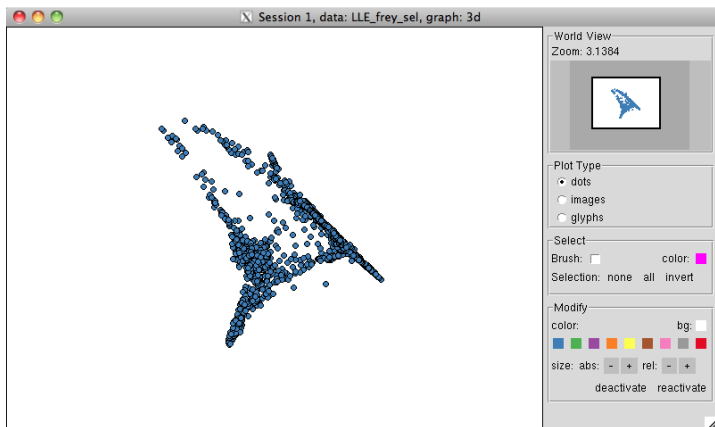 Session 1, data: LLE_frey_sel, graph: 3d
World View
Zoom: 3.1384
Plot Type
dots
images
glyphs
Select
Brush: color:
Selection: none all invert
Modify
color: bg:
size: abs: - + rel: - +
deactivate reactivate